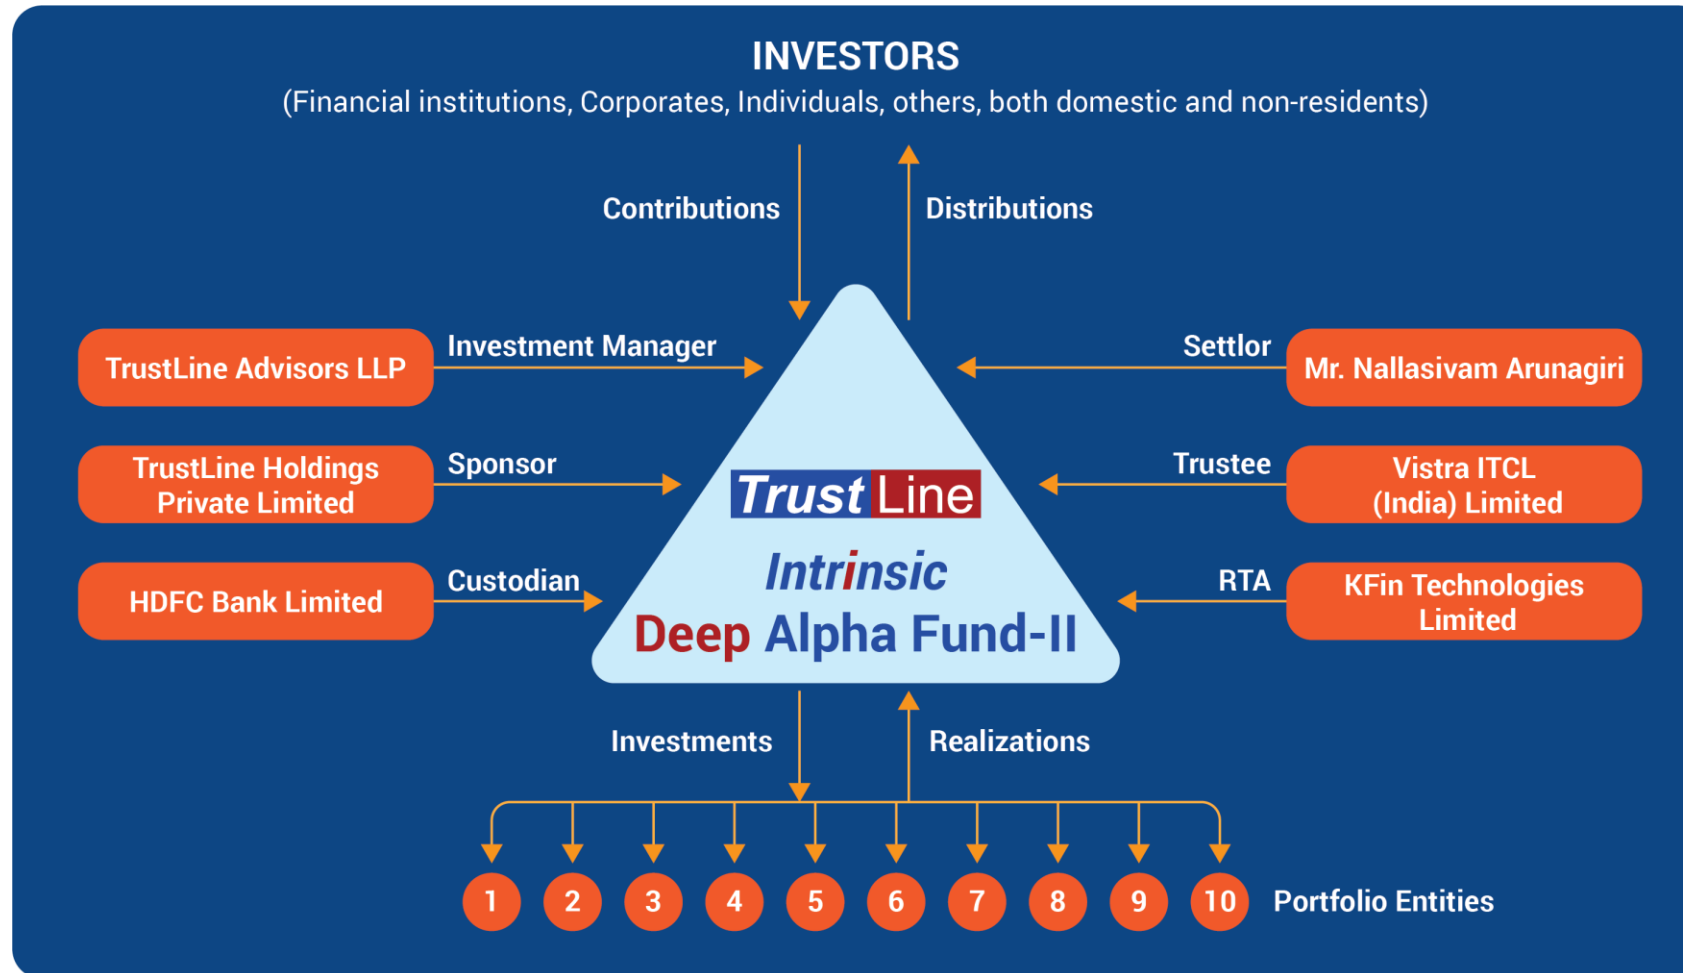 INVESTORS
(Financial institutions, Corporates, Individuals, others, both domestic and non-residents)
Contributions
Distributions
Investment Manager
TrustLine Advisors LLP
Settlor
Mr. Nallasivam Arunagiri
Sponsor
TrustLine Holdings
Private Limited
Trustee
Vistra ITCL
(India) Limited
Custodian
HDFC Bank Limited
RTA
KFin Technologies
Limited
TrustLine
Intrinsic
Deep Alpha Fund-II
Investments
Realizations
1 2 3 4 5 6 7 8 9 10 Portfolio Entities